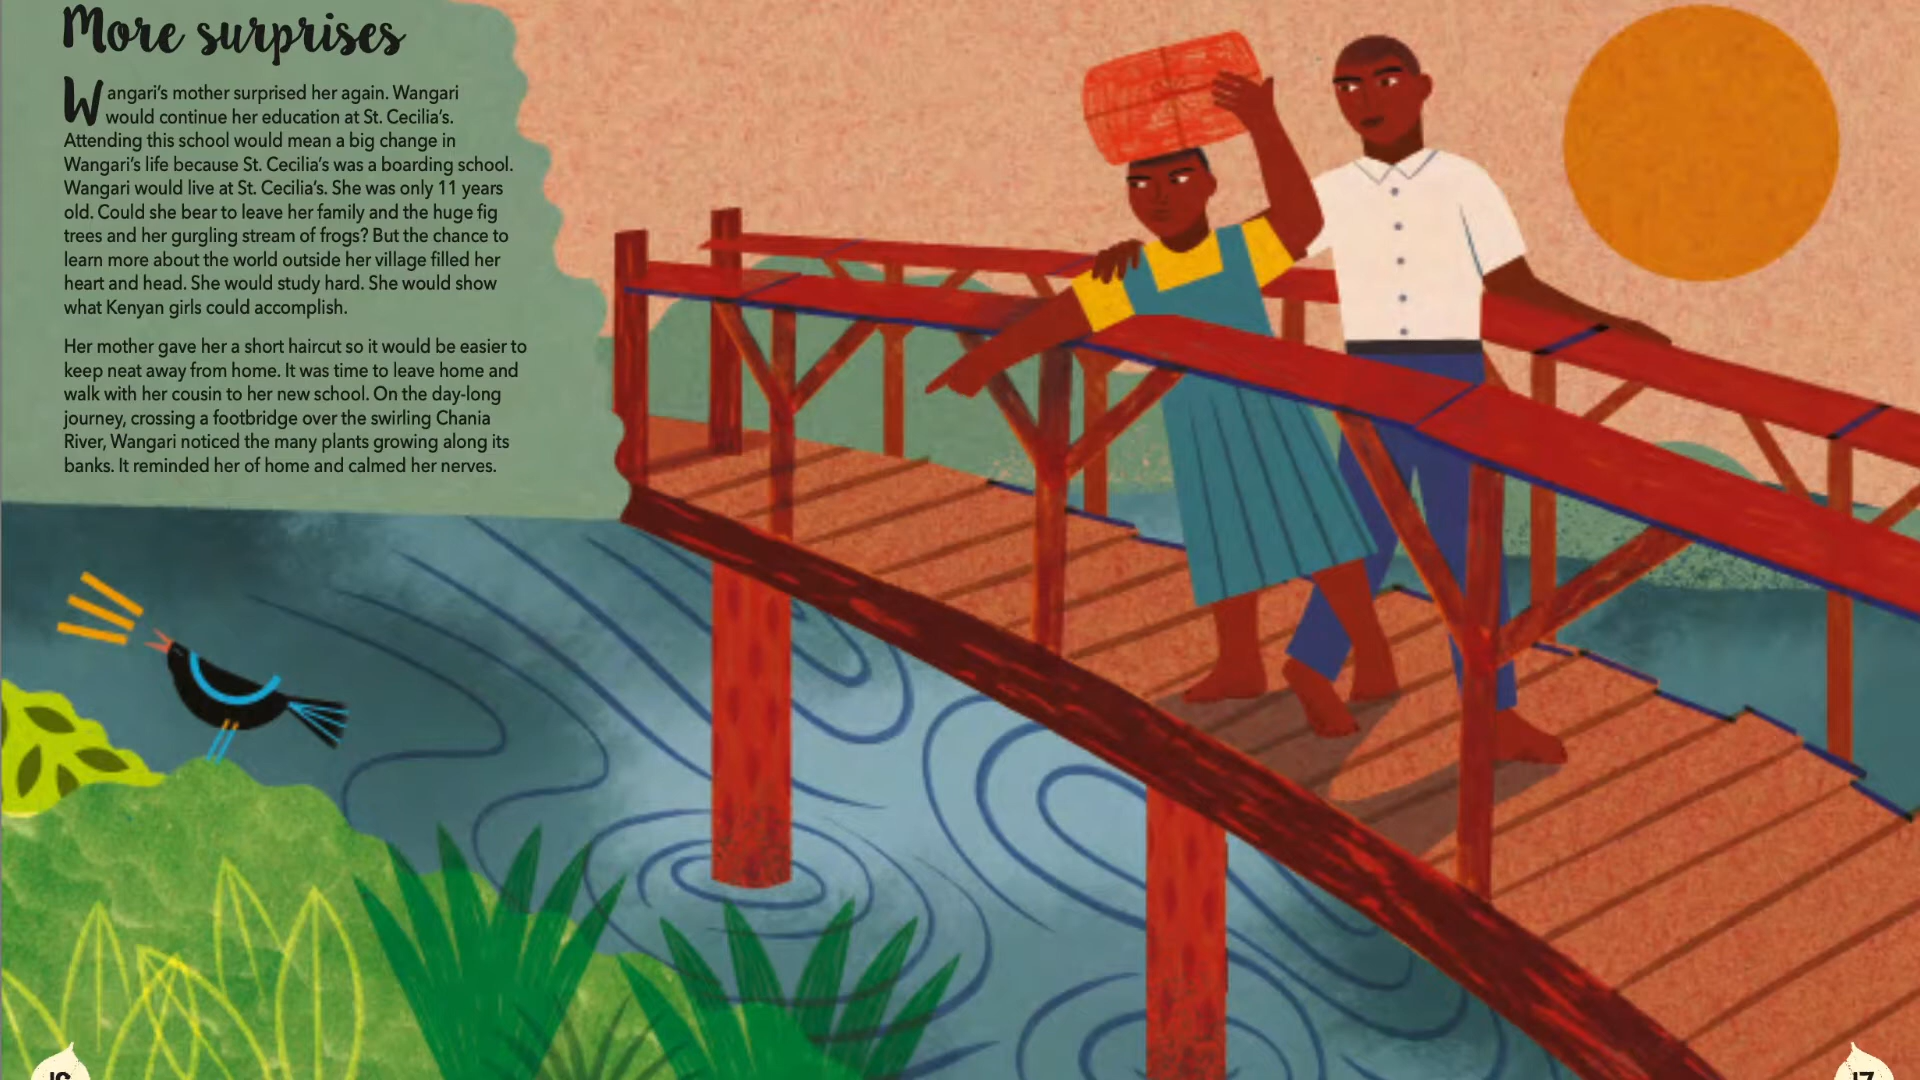 More surprises
Wangari's mother surprised her again. Wangari
would continue her education at St. Cecilia's.
Attending this school would mean a big change in
Wangari's life because St. Cecilia's was a boarding school.
Wangari would live at St. Cecilia's. She was only 11 years
old. Could she bear to leave her family and the huge fig
trees and her gurgling stream of frogs? But the chance to
learn more about the world outside her village filled her
heart and head. She would study hard. She would show
what Kenyan girls could accomplish.
Her mother gave her a short haircut so it would be easier to
keep neat away from home. It was time to leave home and
walk with her cousin to her new school. On the day-long
journey, crossing a footbridge over the swirling Chania
River, Wangari noticed the many plants growing along its
banks. It reminded her of home and calmed her nerves.
16
17